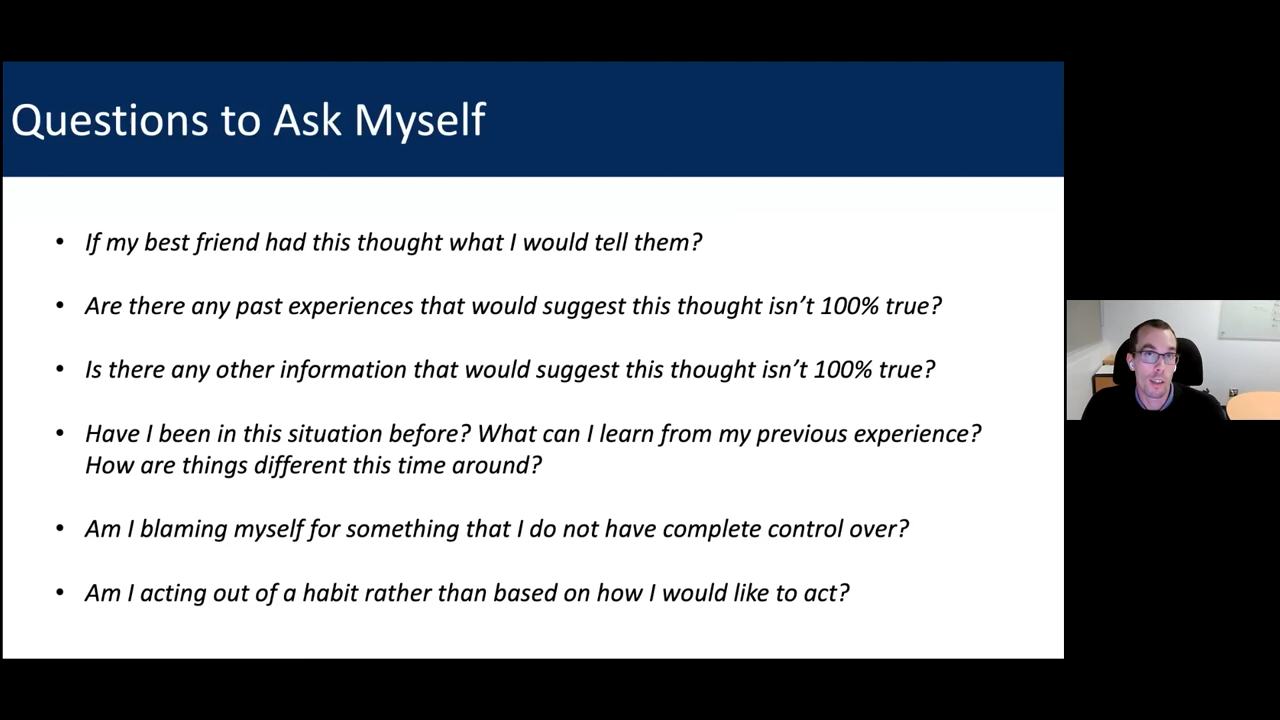 Questions to Ask Myself
• If my best friend had this thought what I would tell them?
• Are there any past experiences that would suggest this thought isn’t 100% true?
• Is there any other information that would suggest this thought isn’t 100% true?
• Have I been in this situation before? What can I learn from my previous experience?
How are things different this time around?
• Am I blaming myself for something that I do not have complete control over?
• Am I acting out of a habit rather than based on how I would like to act?